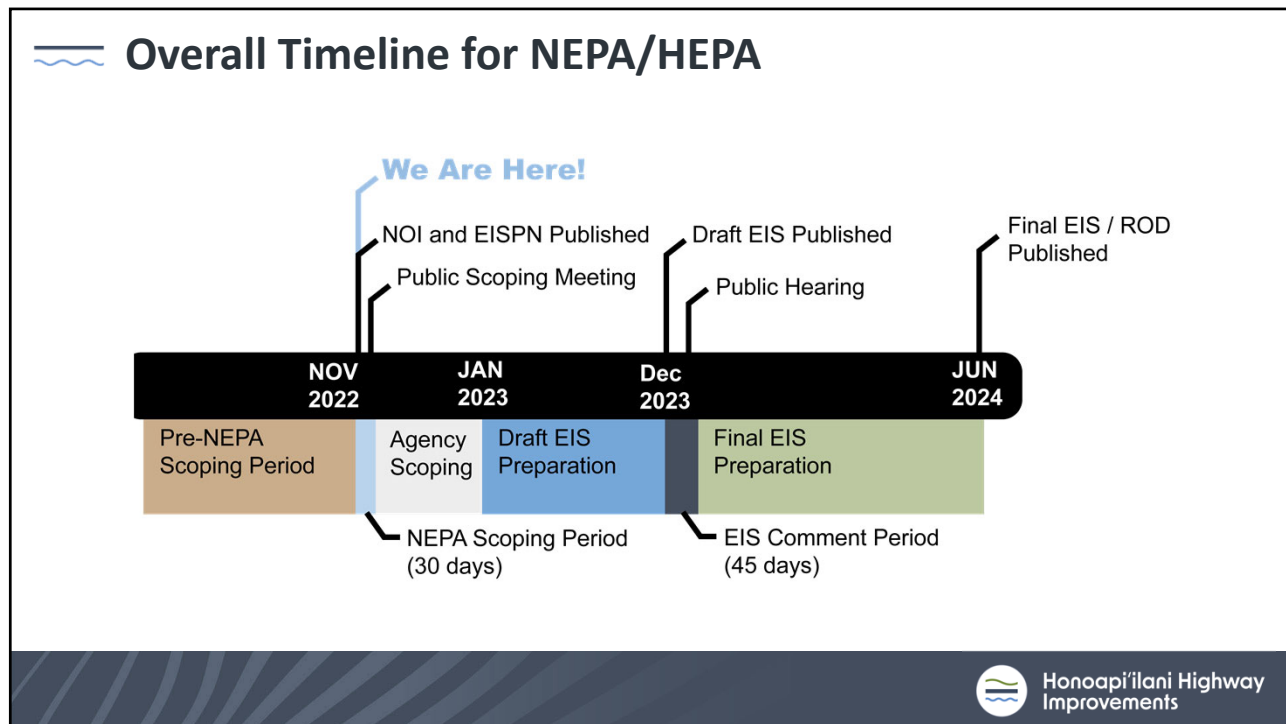 Overall Timeline for NEPA/HEPA
We Are Here!
NOI and EISPN Published
Public Scoping Meeting
Draft EIS Published
Public Hearing
Final EIS / ROD
Published
NOV
2022
JAN
2023
Dec
2023
JUN
2024
Pre-NEPA
Scoping Period
Agency
Scoping
Draft EIS
Preparation
Final EIS
Preparation
NEPA Scoping Period
(30 days)
EIS Comment Period
(45 days)
Honoapiʻilani Highway
Improvements